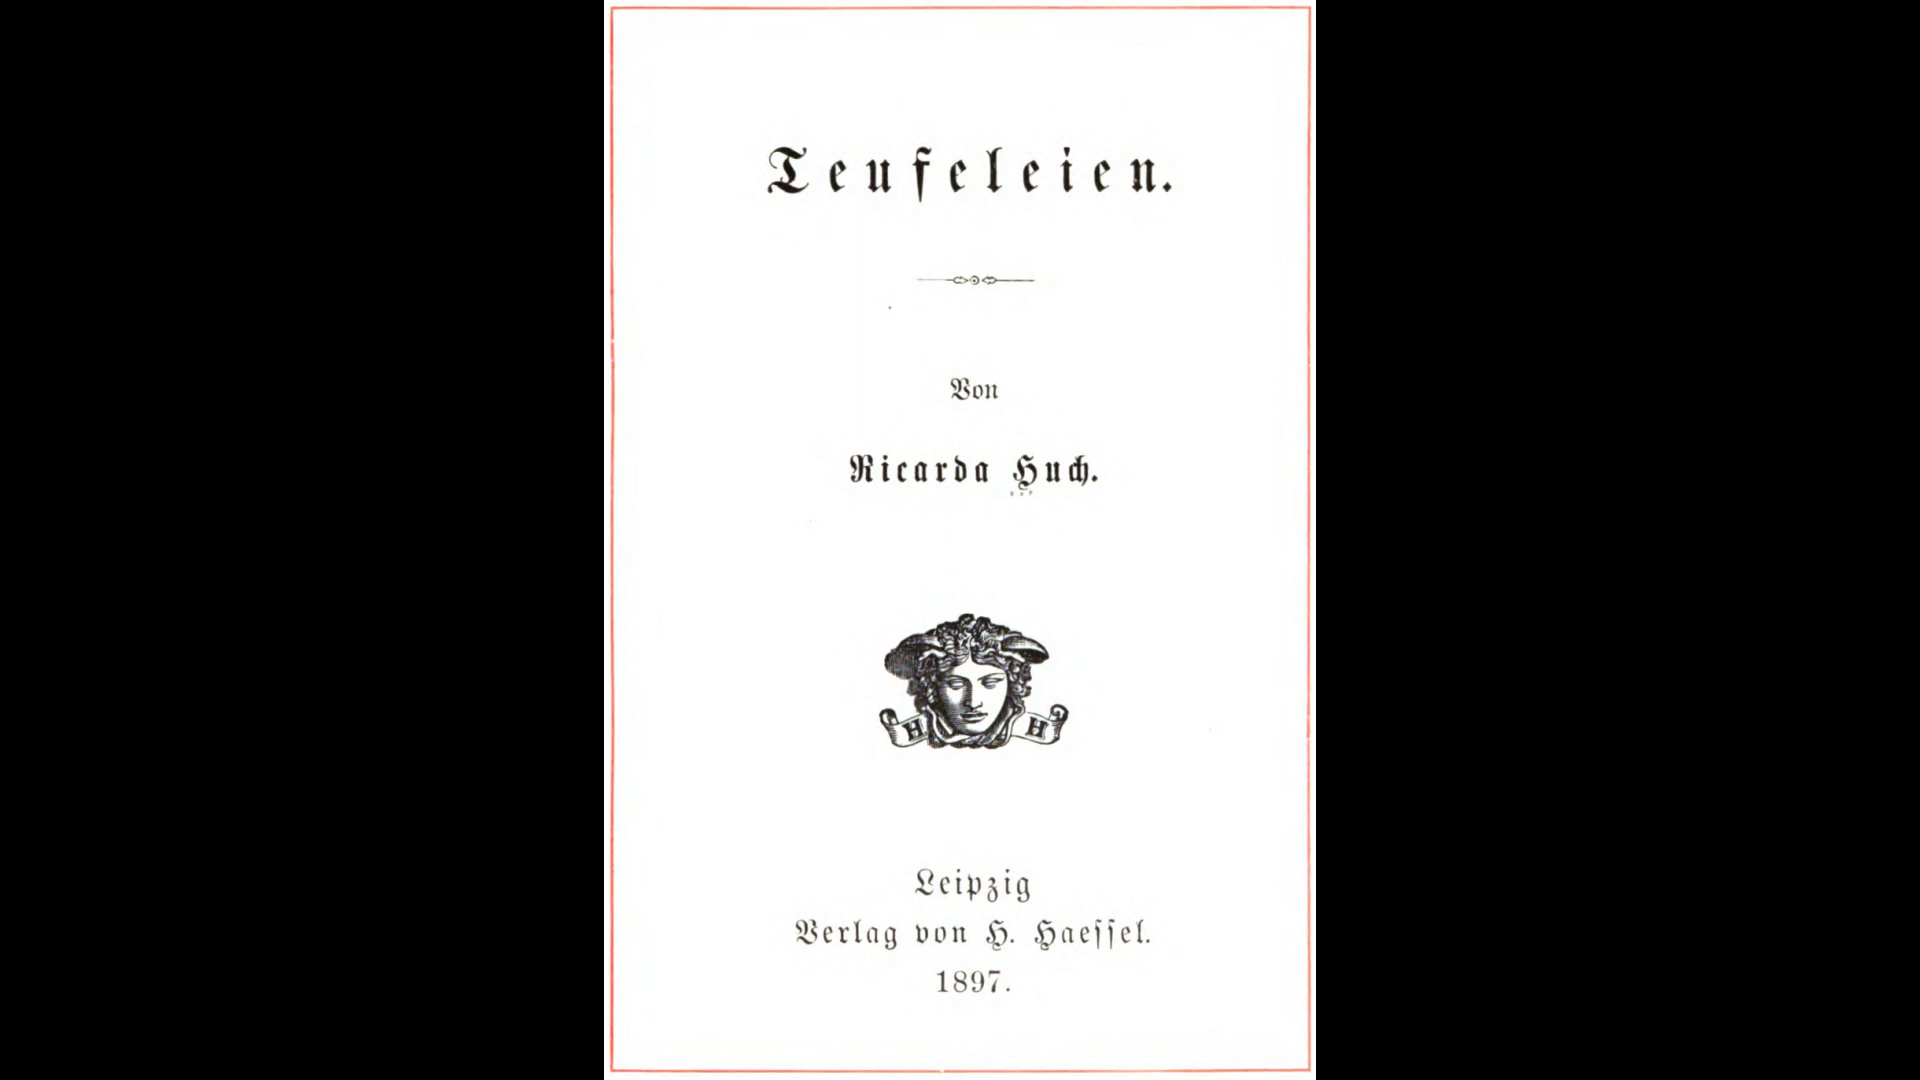 Teufeleien.
Von
Ricarda Huch.
H H
Leipzig
Verlag von H. Haeſſel.
1897.